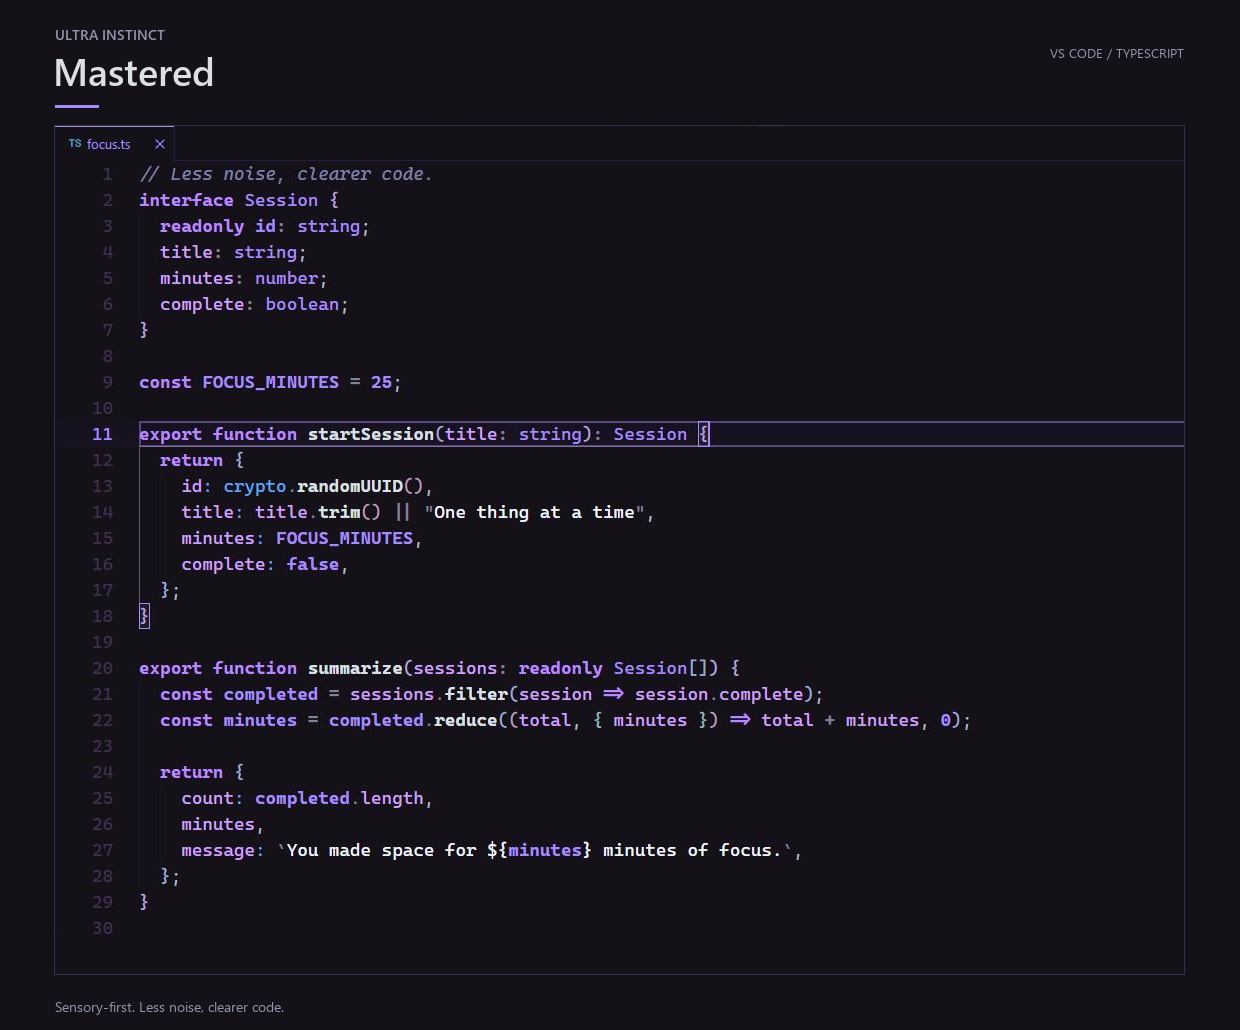 ULTRA INSTINCT
Mastered
VS CODE / TYPESCRIPT
TS focus.ts ×
1 // Less noise, clearer code.
2 interface Session {
3   readonly id: string;
4   title: string;
5   minutes: number;
6   complete: boolean;
7 }
8
9 const FOCUS_MINUTES = 25;
10
11 export function startSession(title: string): Session {
12   return {
13     id: crypto.randomUUID(),
14     title: title.trim() || "One thing at a time",
15     minutes: FOCUS_MINUTES,
16     complete: false,
17   };
18 }
19
20 export function summarize(sessions: readonly Session[]) {
21   const completed = sessions.filter(session => session.complete);
22   const minutes = completed.reduce((total, { minutes }) => total + minutes, 0);
23
24   return {
25     count: completed.length,
26     minutes,
27     message: `You made space for ${minutes} minutes of focus.`,
28   };
29 }
30
Sensory-first. Less noise, clearer code.